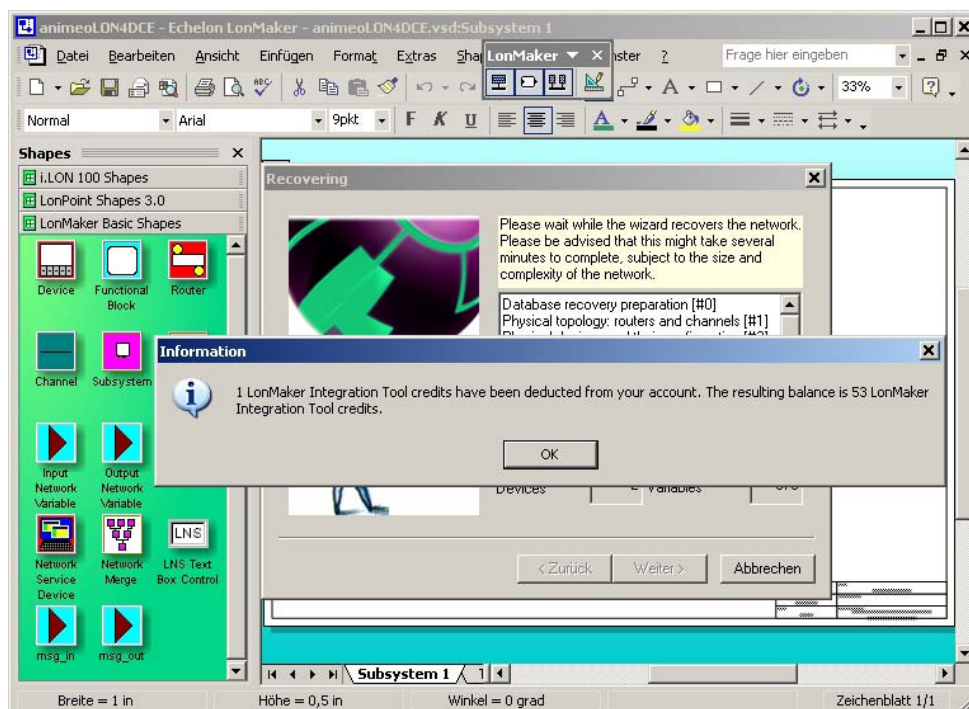 animeoLON4DCE - Echelon LonMaker - animeoLON4DCE.vsd:Subsystem 1
Datei Bearbeiten Ansicht Einfügen Format Extras Sha
LonMaker
nster ? Frage hier eingeben
33%
Normal Arial 9pkt F K U
Shapes
i.LON 100 Shapes
LonPoint Shapes 3.0
LonMaker Basic Shapes
Device
Functional
Block
Router
Channel
Subsystem
Input
Network
Variable
Output
Network
Variable
Network
Service
Device
Network
Merge
LNS
LNS Text
Box Control
msg_in
msg_out
Recovering
Please wait while the wizard recovers the network.
Please be advised that this might take several
minutes to complete, subject to the size and
complexity of the network.
Database recovery preparation [#0]
Physical topology: routers and channels [#1]
Information
1 LonMaker Integration Tool credits have been deducted from your account. The resulting balance is 53 LonMaker
Integration Tool credits.
OK
Devices Variables
< Zurück Weiter > Abbrechen
Subsystem 1
Breite = 1 in Höhe = 0,5 in Winkel = 0 grad Zeichenblatt 1/1